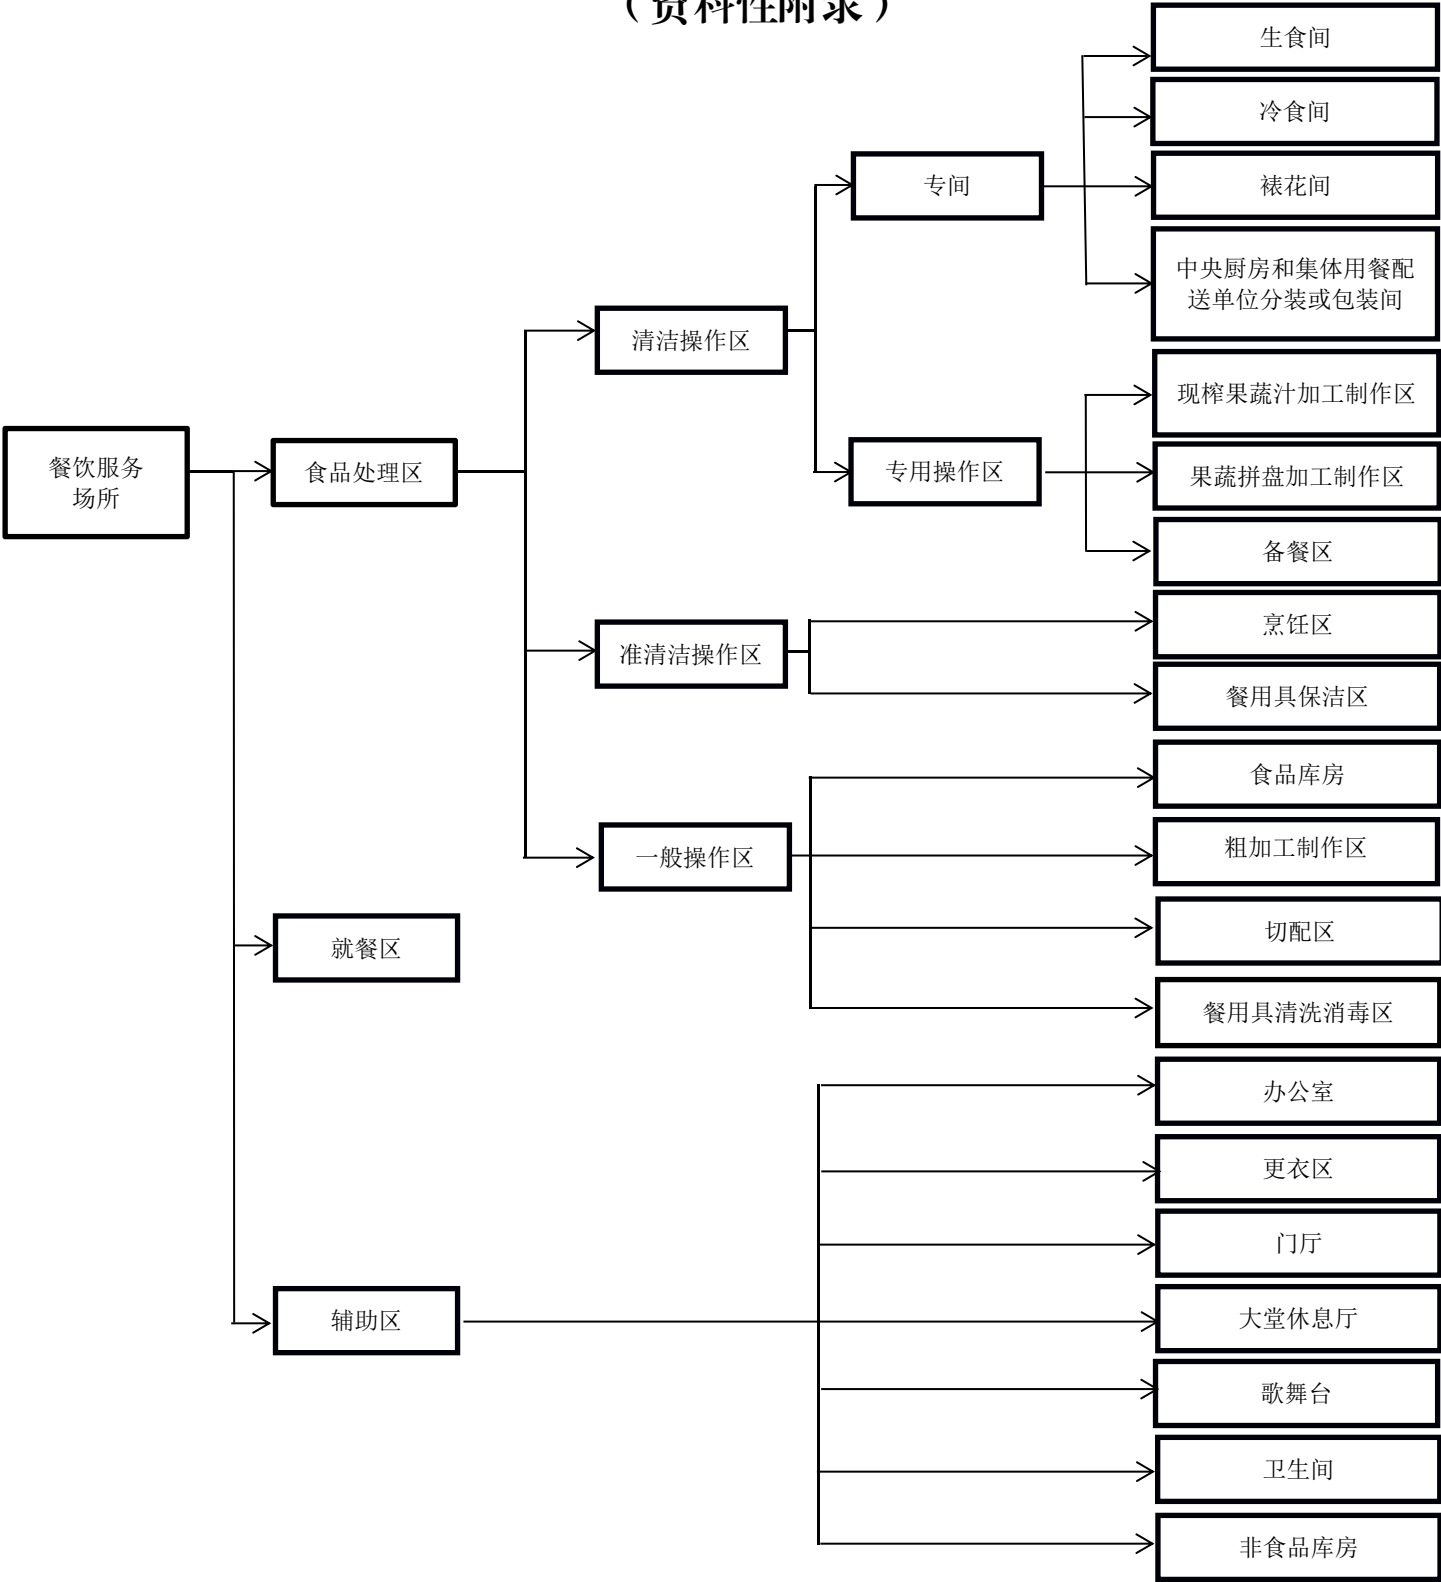 （资料性附录）
生食间
冷食间
裱花间
中央厨房和集体用餐配
送单位分装或包装间
专间
清洁操作区
现榨果蔬汁加工制作区
果蔬拼盘加工制作区
备餐区
专用操作区
餐饮服务
场所
食品处理区
烹饪区
餐用具保洁区
准清洁操作区
食品库房
粗加工制作区
切配区
餐用具清洗消毒区
一般操作区
就餐区
办公室
更衣区
门厅
大堂休息厅
歌舞台
卫生间
非食品库房
辅助区